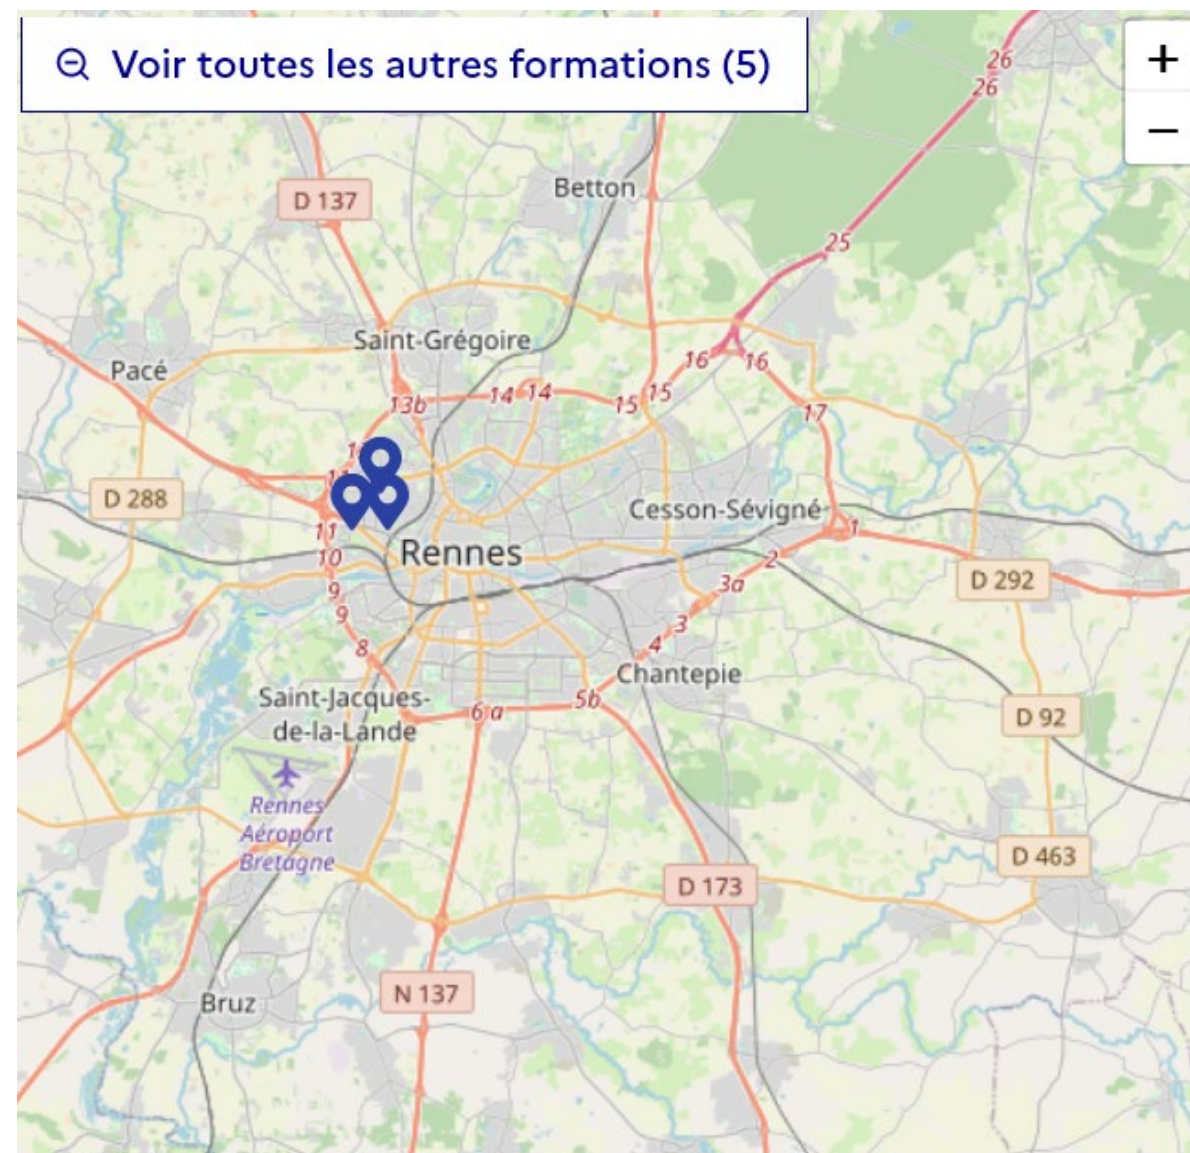 Voir toutes les autres formations (5)
+
−
26
26
D 137
Betton
25
Saint-Grégoire
Pacé
16
16
14
14
15
15
13b
17
D 288
Cesson-Sévigné
1
11
Rennes
10
2
D 292
3a
9
9
3
8
4
Chantepie
Saint-Jacques-
de-la-Lande
5b
6 a
D 92
Rennes
Aéroport
Bretagne
D 463
D 173
N 137
Bruz